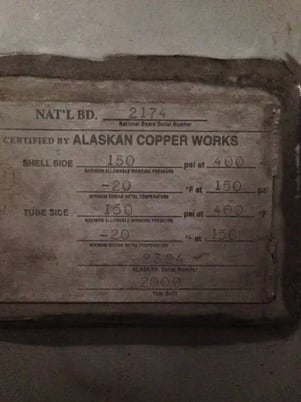 NAT'L BD. 2174
National Board Serial Number
CERTIFIED BY ALASKAN COPPER WORKS
SHELL SIDE 150 psi at 400 °F
MAXIMUM ALLOWABLE WORKING PRESSURE
-20 °F at 150 psi
MINIMUM DESIGN METAL TEMPERATURE
TUBE SIDE 150 psi at 400 °F
MAXIMUM ALLOWABLE WORKING PRESSURE
-20 °F at 150
MINIMUM DESIGN METAL TEMPERATURE
2324
ALASKAN Serial Number
2000
Year Built